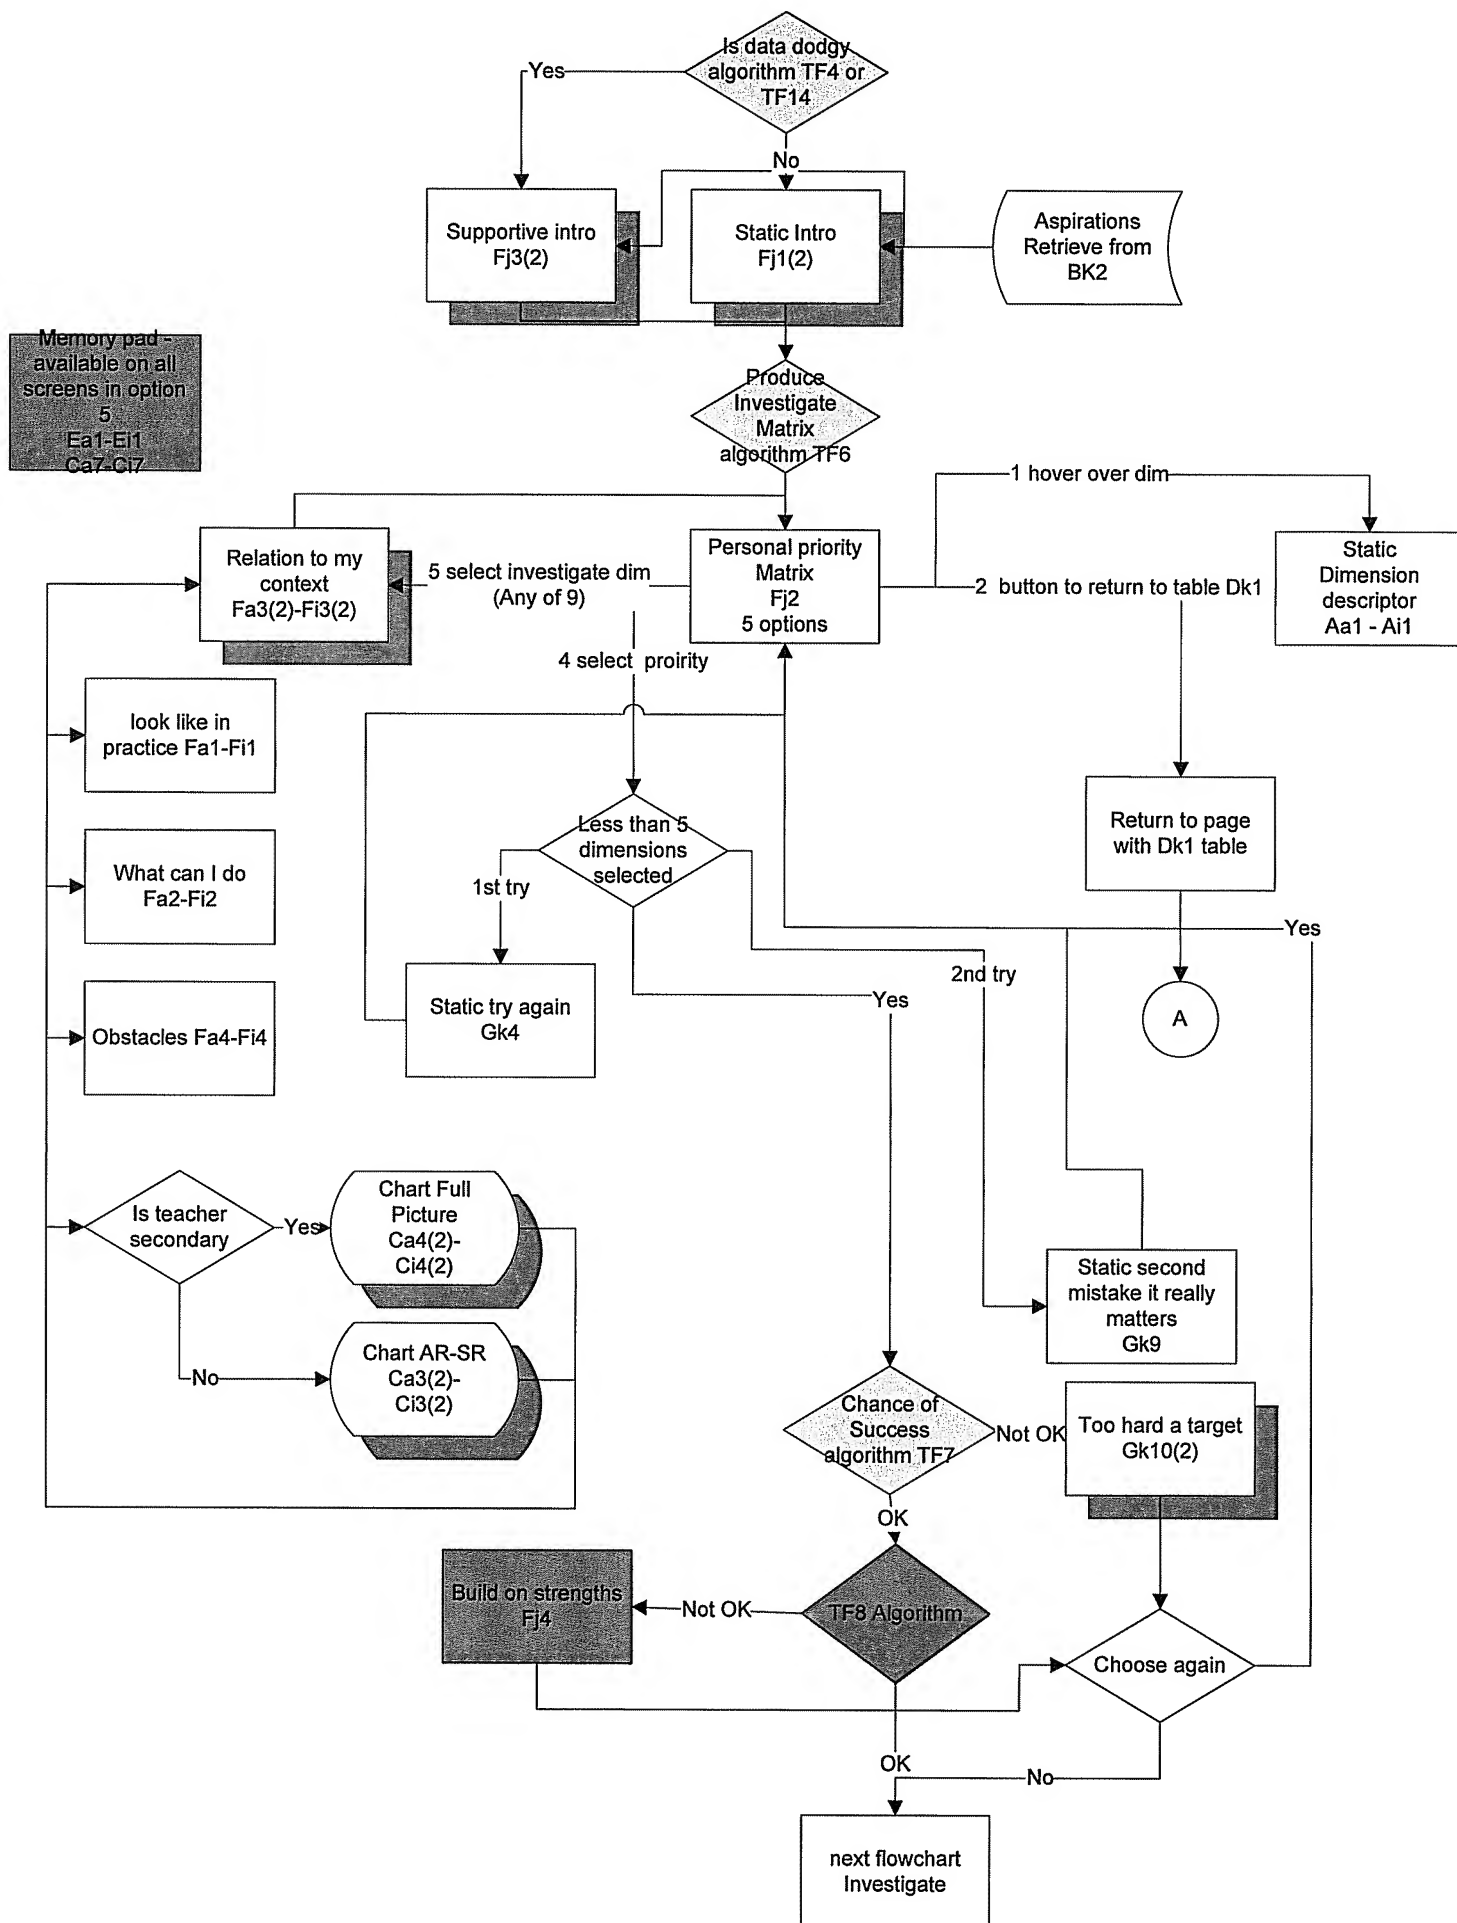 Is data dodgy
algorithm TF4 or
TF14
Yes
No
Supportive intro
Fj3(2)
Static Intro
Fj1(2)
Aspirations
Retrieve from
BK2
Memory pad -
available on all
screens in option
5
Ea1-Ei1
Ca7-Ci7
Produce
Investigate
Matrix
algorithm TF6
1 hover over dim
Relation to my
context
Fa3(2)-Fi3(2)
5 select investigate dim
(Any of 9)
Personal priority
Matrix
Fj2
5 options
2 button to return to table Dk1
Static
Dimension
descriptor
Aa1 - Ai1
4 select proirity
look like in
practice Fa1-Fi1
Less than 5
dimensions
selected
Return to page
with Dk1 table
What can I do
Fa2-Fi2
1st try
Yes
2nd try
Static try again
Gk4
Yes
A
Obstacles Fa4-Fi4
Is teacher
secondary
Yes
Chart Full
Picture
Ca4(2)-
Ci4(2)
Static second
mistake it really
matters
Gk9
No
Chart AR-SR
Ca3(2)-
Ci3(2)
Chance of
Success
algorithm TF7
Not OK
Too hard a target
Gk10(2)
OK
Build on strengths
Fj4
Not OK
TF8 Algorithm
Choose again
OK
No
next flowchart
Investigate